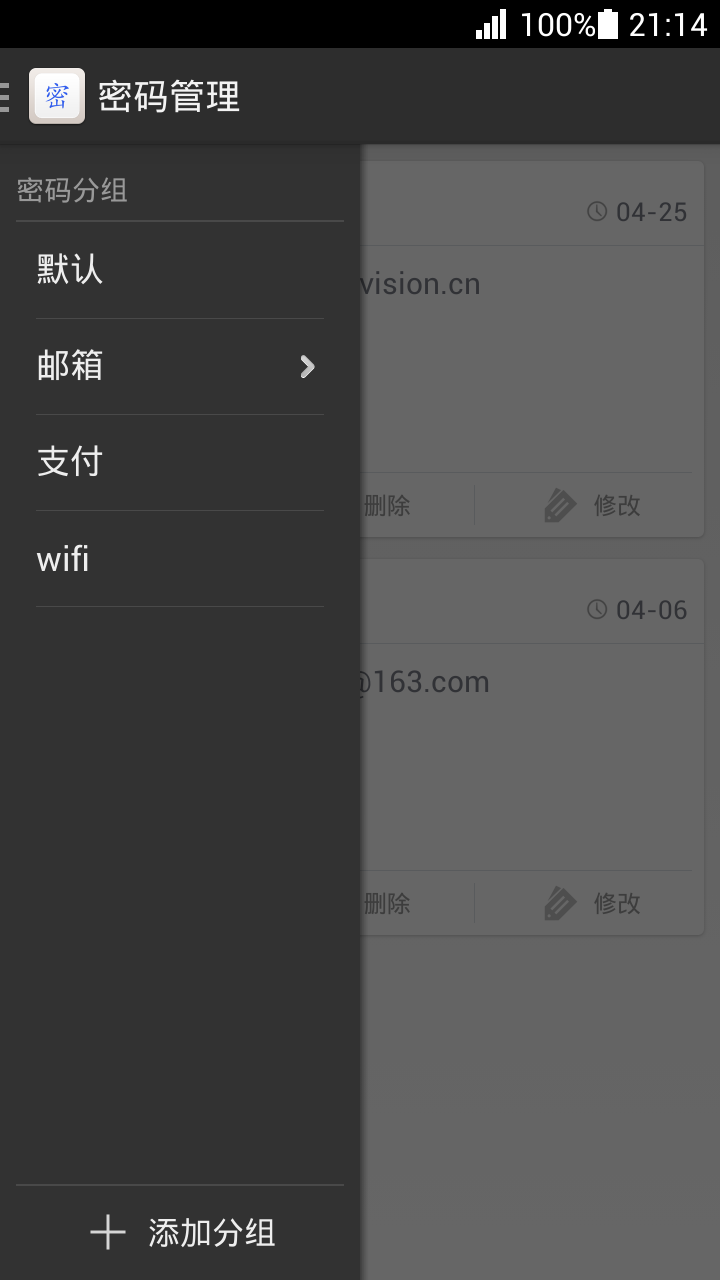 100% 21:14
密 密码管理
密码分组
默认
邮箱
支付
wifi
添加分组
04-25
vision.cn
删除 修改
04-06
@163.com
删除 修改